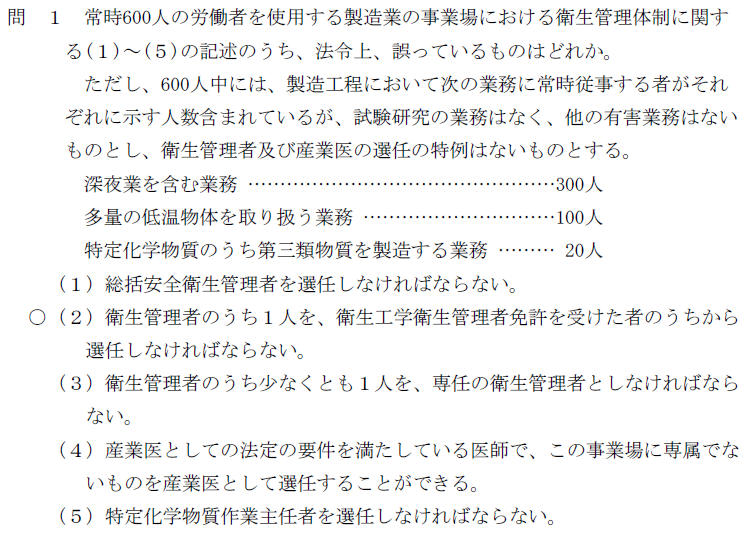 問 1 常時600人の労働者を使用する製造業の事業場における衛生管理体制に関す
る(1)～(5)の記述のうち、法令上、誤っているものはどれか。
ただし、600人中には、製造工程において次の業務に常時従事する者がそれ
ぞれに示す人数含まれているが、試験研究の業務はなく、他の有害業務はない
ものとし、衛生管理者及び産業医の選任の特例はないものとする。
深夜業を含む業務 ………………………………………300人
多量の低温物体を取り扱う業務 ………………………100人
特定化学物質のうち第三類物質を製造する業務 ……… 20人
(1)総括安全衛生管理者を選任しなければならない。
○(2)衛生管理者のうち1人を、衛生工学衛生管理者免許を受けた者のうちから
選任しなければならない。
(3)衛生管理者のうち少なくとも1人を、専任の衛生管理者としなければなら
ない。
(4)産業医としての法定の要件を満たしている医師で、この事業場に専属でな
いものを産業医として選任することができる。
(5)特定化学物質作業主任者を選任しなければならない。